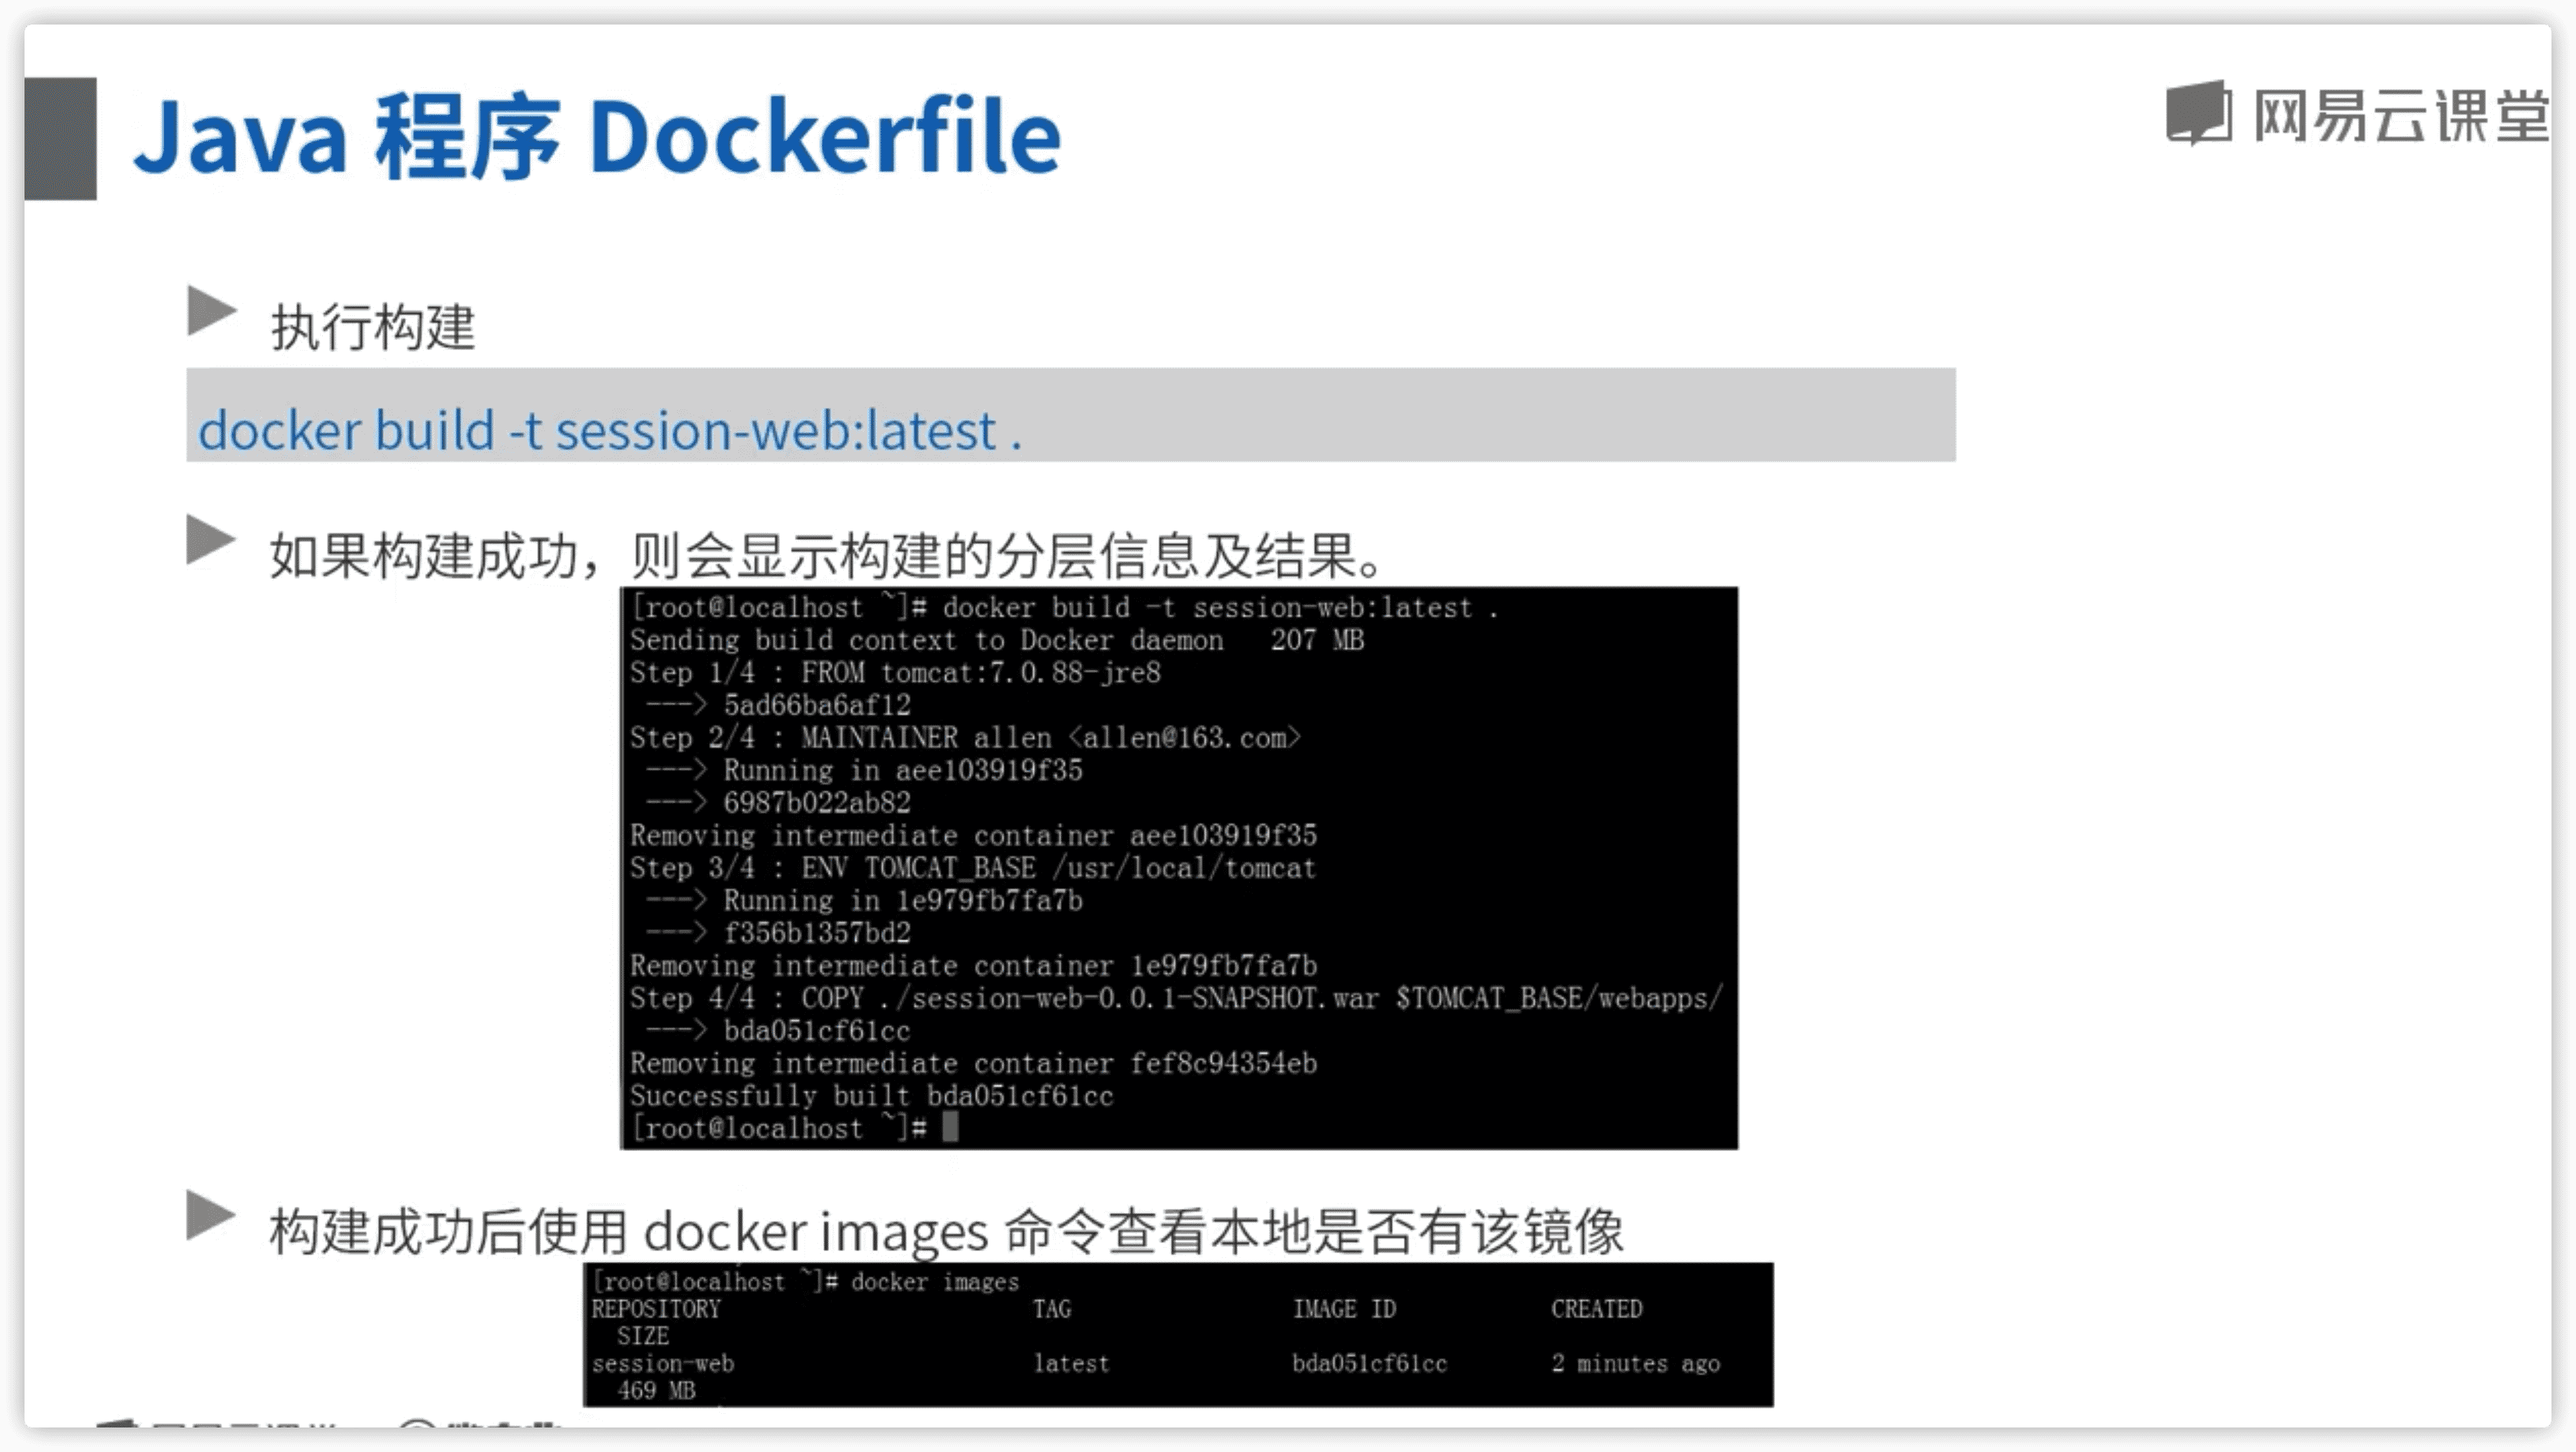 Java 程序 Dockerfile
网易云课堂
执行构建
docker build -t session-web:latest .
如果构建成功，则会显示构建的分层信息及结果。
[root@localhost ~]# docker build -t session-web:latest .
Sending build context to Docker daemon   207 MB
Step 1/4 : FROM tomcat:7.0.88-jre8
 ---> 5ad66ba6af12
Step 2/4 : MAINTAINER allen <allen@163.com>
 ---> Running in aee103919f35
 ---> 6987b022ab82
Removing intermediate container aee103919f35
Step 3/4 : ENV TOMCAT_BASE /usr/local/tomcat
 ---> Running in 1e979fb7fa7b
 ---> f356b1357bd2
Removing intermediate container 1e979fb7fa7b
Step 4/4 : COPY ./session-web-0.0.1-SNAPSHOT.war $TOMCAT_BASE/webapps/
 ---> bda051cf61cc
Removing intermediate container fef8c94354eb
Successfully built bda051cf61cc
[root@localhost ~]#
构建成功后使用 docker images 命令查看本地是否有该镜像
[root@localhost ~]# docker images
REPOSITORY TAG IMAGE ID CREATED
SIZE
session-web latest bda051cf61cc 2 minutes ago
469 MB